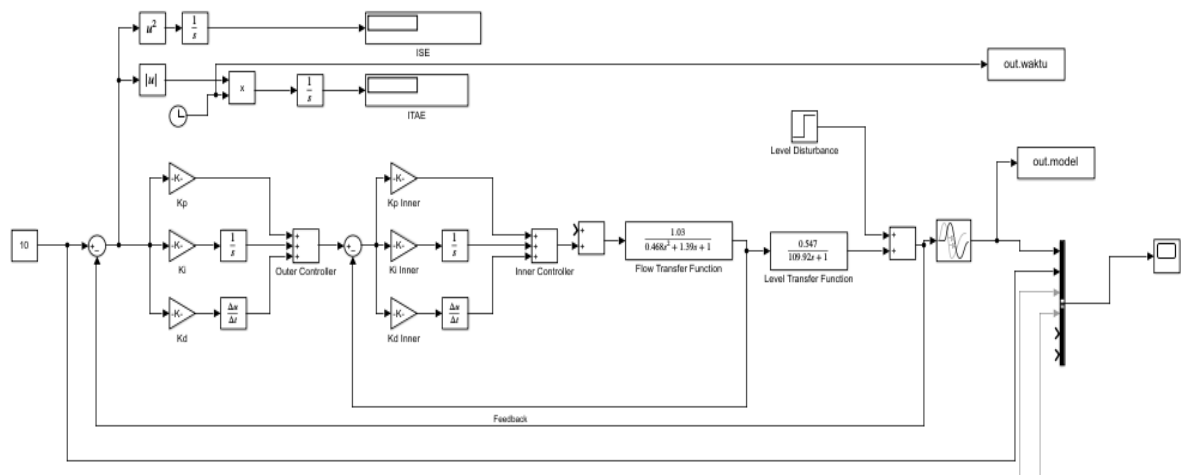 u²
1
s
ISE
|u|
x
1
s
ITAE
out.waktu
Level Disturbance
out.model
10
+
−
-K-
Kp
-K-
Ki
1
s
-K-
Kd
Δu
Δt
+
+
+
Outer Controller
+
−
-K-
Kp Inner
-K-
Ki Inner
1
s
-K-
Kd Inner
Δu
Δt
+
+
+
Inner Controller
+
+
1.03
0.468s² + 1.39s + 1
Flow Transfer Function
0.547
109.92s + 1
Level Transfer Function
+
+
Feedback